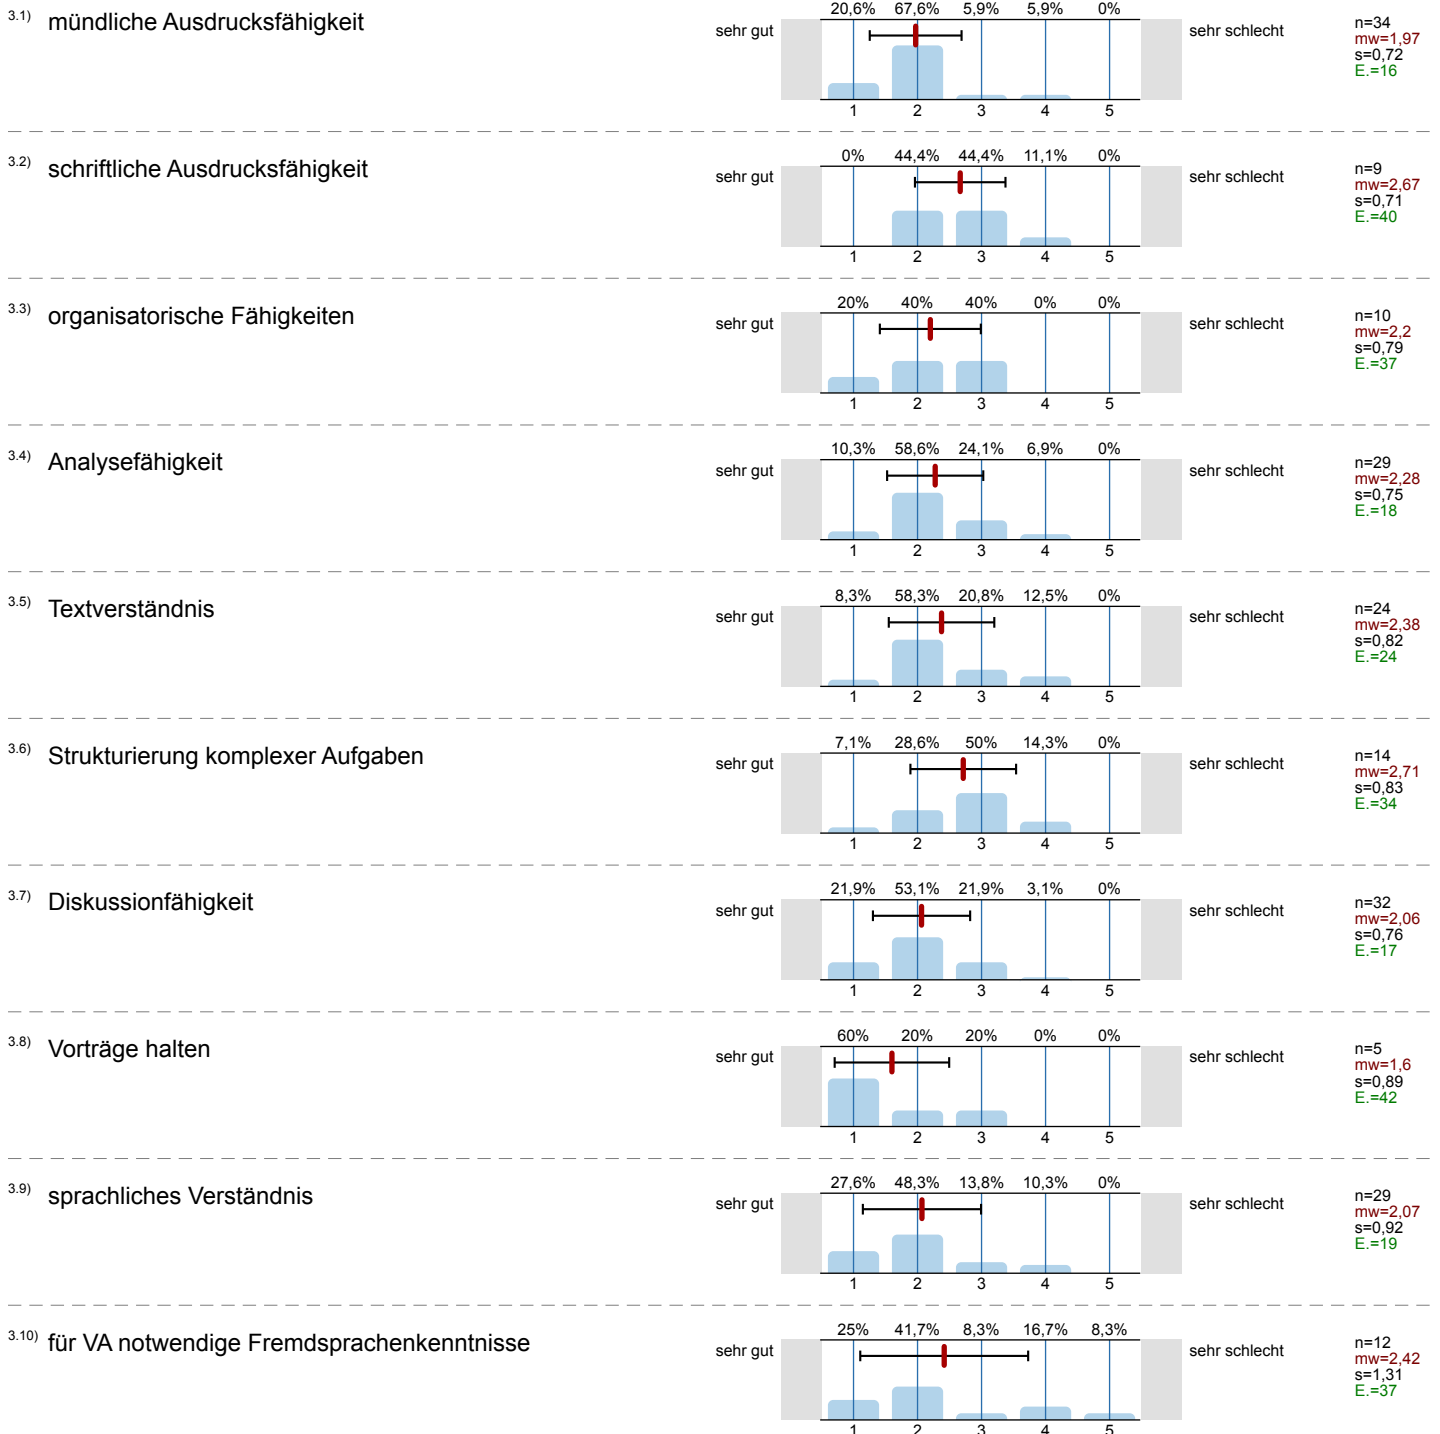 3.1) mündliche Ausdrucksfähigkeit
20,6% 67,6% 5,9% 5,9% 0%
sehr gut sehr schlecht
1 2 3 4 5
n=34
mw=1,97
s=0,72
E.=16
3.2) schriftliche Ausdrucksfähigkeit
0% 44,4% 44,4% 11,1% 0%
sehr gut sehr schlecht
1 2 3 4 5
n=9
mw=2,67
s=0,71
E.=40
3.3) organisatorische Fähigkeiten
20% 40% 40% 0% 0%
sehr gut sehr schlecht
1 2 3 4 5
n=10
mw=2,2
s=0,79
E.=37
3.4) Analysefähigkeit
10,3% 58,6% 24,1% 6,9% 0%
sehr gut sehr schlecht
1 2 3 4 5
n=29
mw=2,28
s=0,75
E.=18
3.5) Textverständnis
8,3% 58,3% 20,8% 12,5% 0%
sehr gut sehr schlecht
1 2 3 4 5
n=24
mw=2,38
s=0,82
E.=24
3.6) Strukturierung komplexer Aufgaben
7,1% 28,6% 50% 14,3% 0%
sehr gut sehr schlecht
1 2 3 4 5
n=14
mw=2,71
s=0,83
E.=34
3.7) Diskussionfähigkeit
21,9% 53,1% 21,9% 3,1% 0%
sehr gut sehr schlecht
1 2 3 4 5
n=32
mw=2,06
s=0,76
E.=17
3.8) Vorträge halten
60% 20% 20% 0% 0%
sehr gut sehr schlecht
1 2 3 4 5
n=5
mw=1,6
s=0,89
E.=42
3.9) sprachliches Verständnis
27,6% 48,3% 13,8% 10,3% 0%
sehr gut sehr schlecht
1 2 3 4 5
n=29
mw=2,07
s=0,92
E.=19
3.10) für VA notwendige Fremdsprachenkenntnisse
25% 41,7% 8,3% 16,7% 8,3%
sehr gut sehr schlecht
1 2 3 4 5
n=12
mw=2,42
s=1,31
E.=37